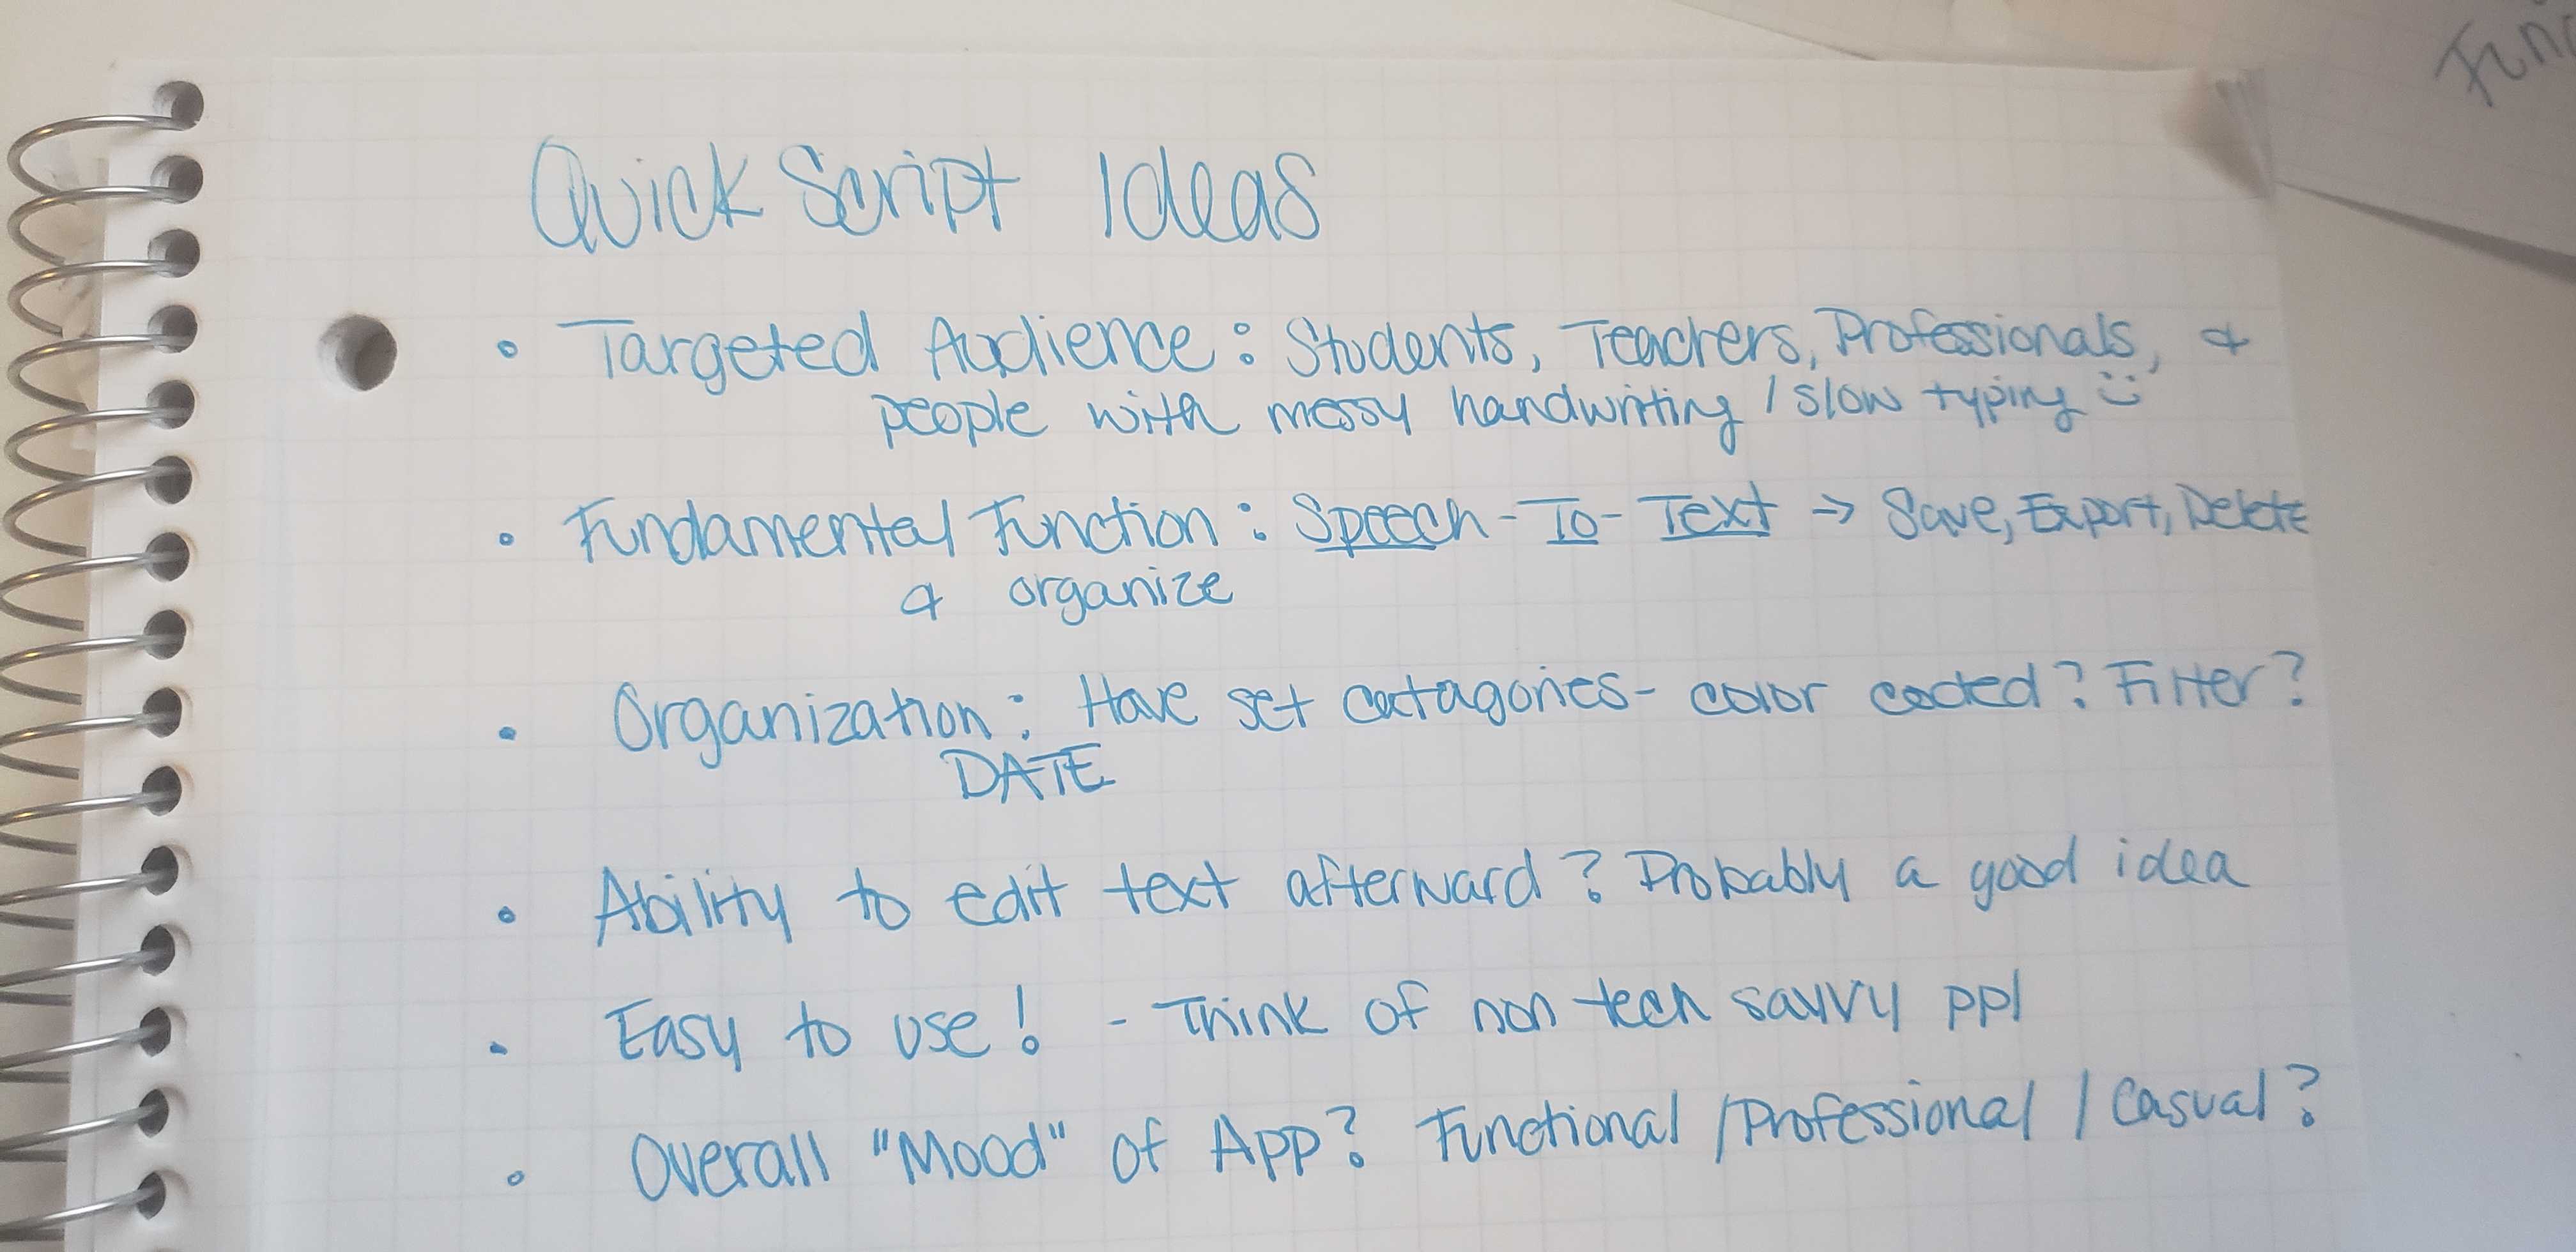 Quick Script Ideas
• Targeted Audience: Students, Teachers, Professionals, &
people with messy handwriting / slow typing :)
• Fundamental Function: Speech-To-Text → Save, Export, Delete
& organize
• Organization: Have set catagories - color coded? Filter?
DATE
• Ability to edit text afterward? Probably a good idea
• Easy to use! - Think of non tech savvy ppl
• Overall "Mood" of App? Functional / Professional / Casual?